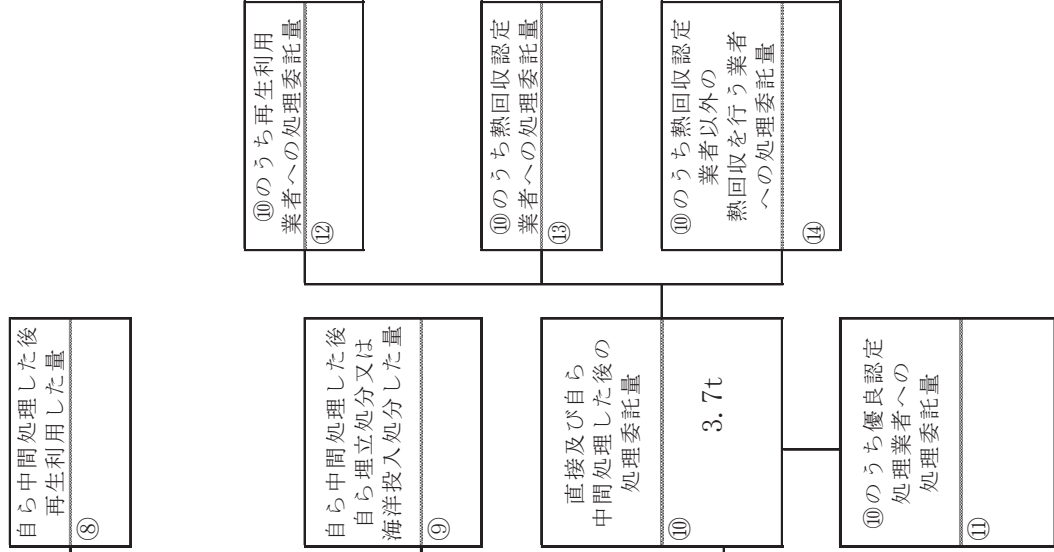 自ら中間処理した後
再生利用した量
⑧
自ら中間処理した後
自ら埋立処分又は
海洋投入処分した量
⑨
直接及び自ら
中間処理した後の
処理委託量
⑩
3.7t
⑩のうち優良認定
処理業者への
処理委託量
⑪
⑩のうち再生利用
業者への処理委託量
⑫
⑩のうち熱回収認定
業者への処理委託量
⑬
⑩のうち熱回収認定
業者以外の
熱回収を行う業者
への処理委託量
⑭